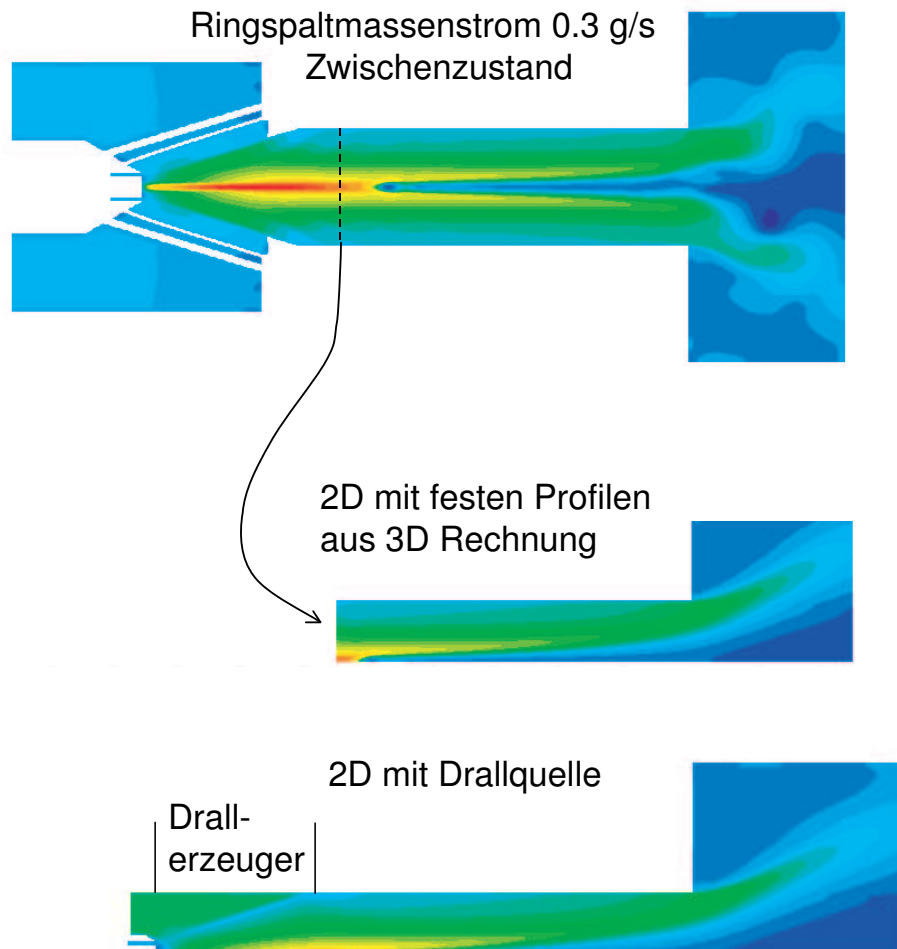 Ringspaltmassenstrom 0.3 g/s
Zwischenzustand
2D mit festen Profilen
aus 3D Rechnung
2D mit Drallquelle
Drall-
erzeuger